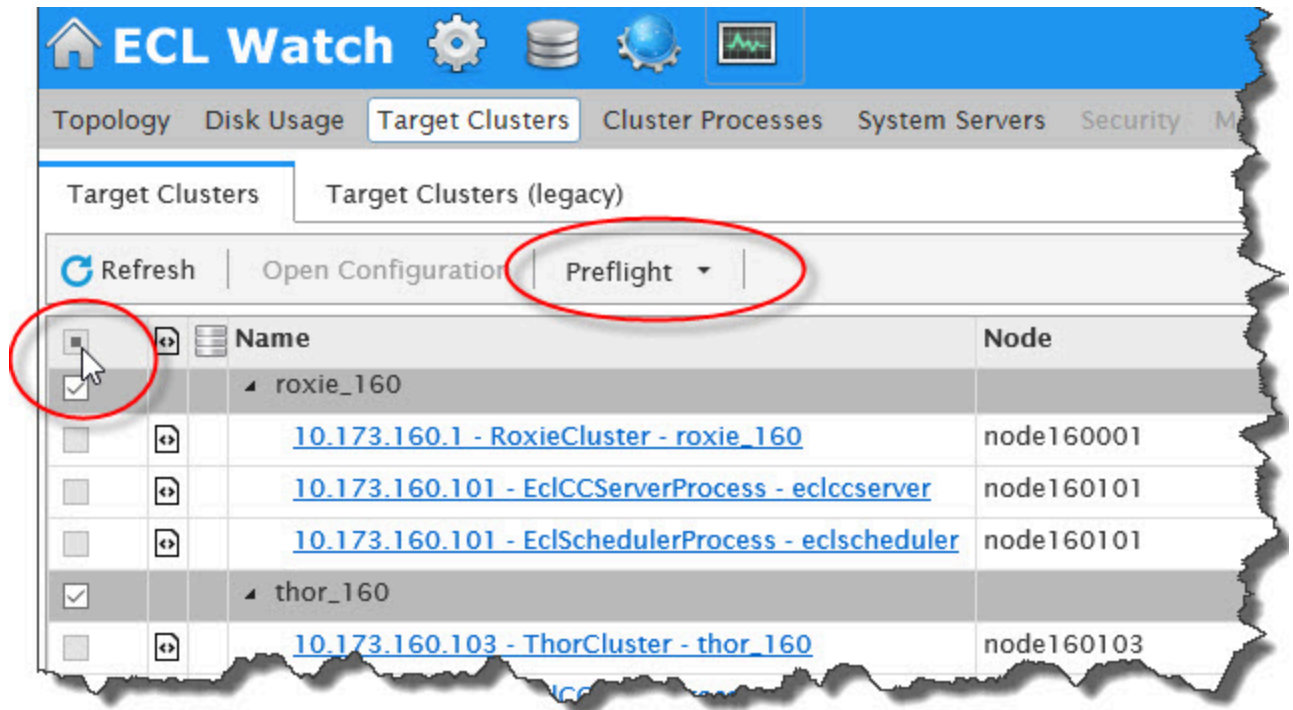 ECL Watch
Topology Disk Usage Target Clusters Cluster Processes System Servers Security
Target Clusters Target Clusters (legacy)
Refresh Open Configuration Preflight
Name Node
roxie_160
10.173.160.1 - RoxieCluster - roxie_160 node160001
10.173.160.101 - EclCCServerProcess - eclccserver node160101
10.173.160.101 - EclSchedulerProcess - eclscheduler node160101
thor_160
10.173.160.103 - ThorCluster - thor_160 node160103